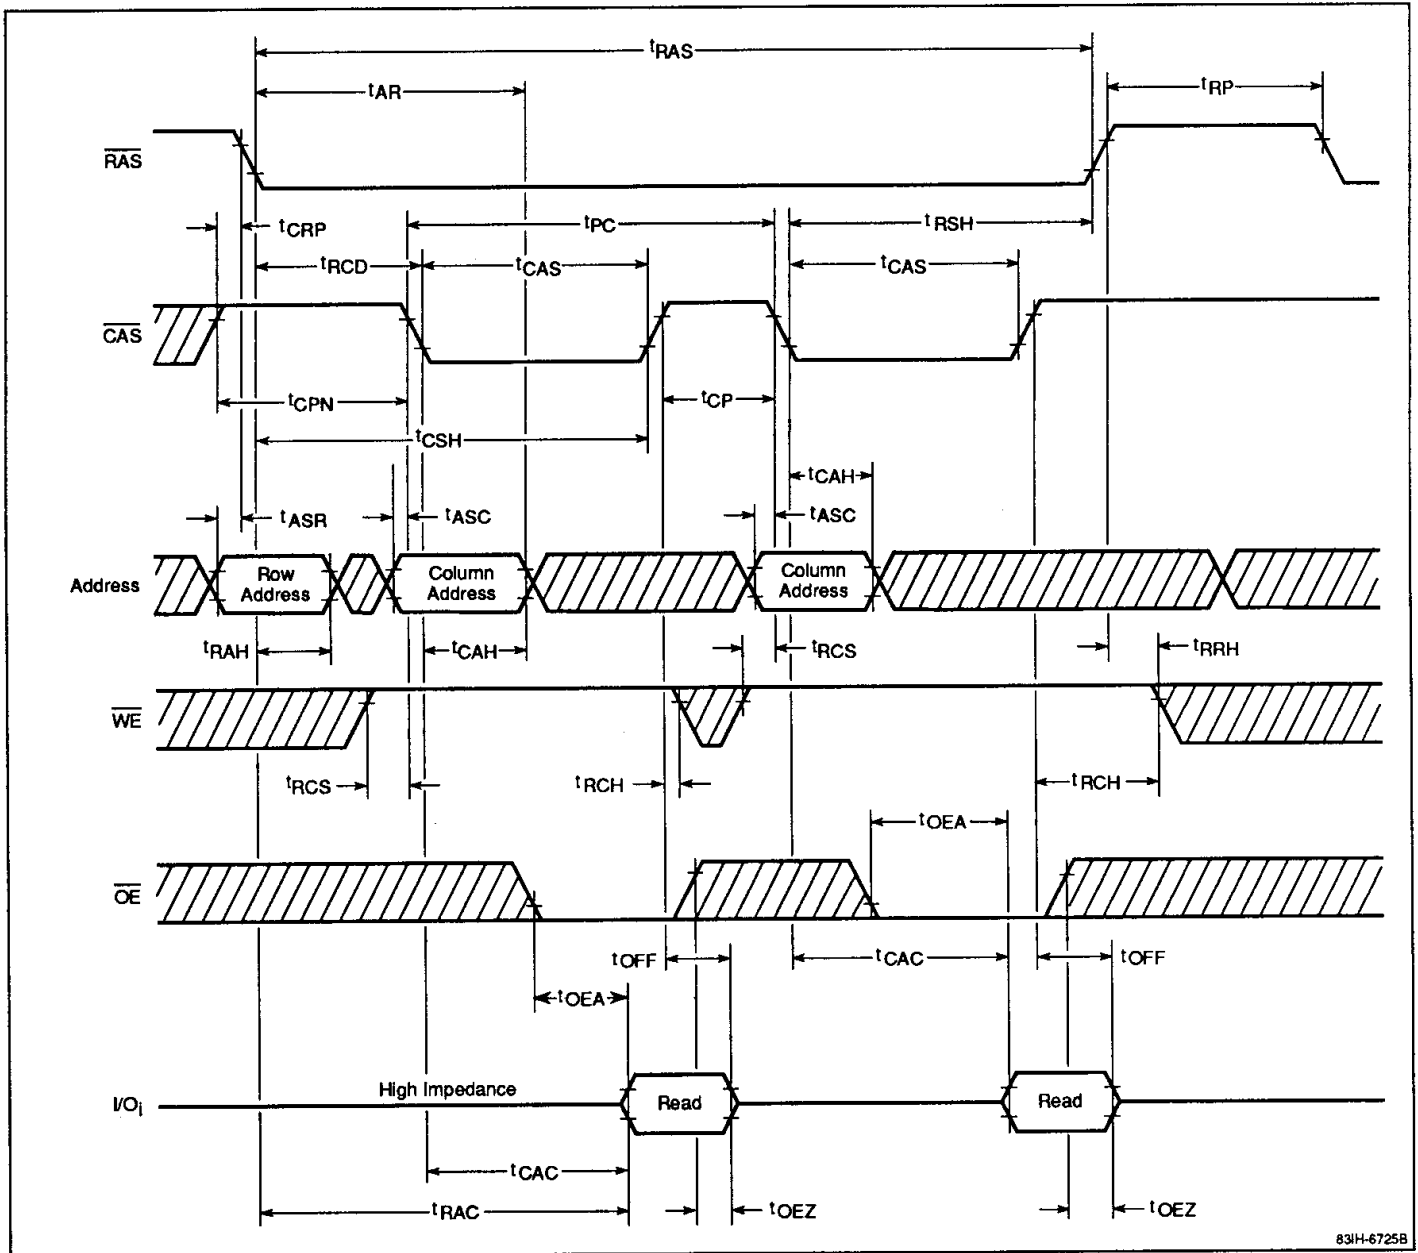 tRAS
tAR
tRP
RAS
tCRP
tPC
tRSH
tRCD
tCAS
tCAS
CAS
tCPN
tCP
tCSH
tCAH
tASR
tASC
tASC
Address
Row
Address
Column
Address
Column
Address
tRAH
tCAH
tRCS
tRRH
WE
tRCS
tRCH
tRCH
tOEA
OE
tOFF
tCAC
tOFF
tOEA
High Impedance
I/Oi
Read
Read
tCAC
tRAC
tOEZ
tOEZ
83IH-6725B